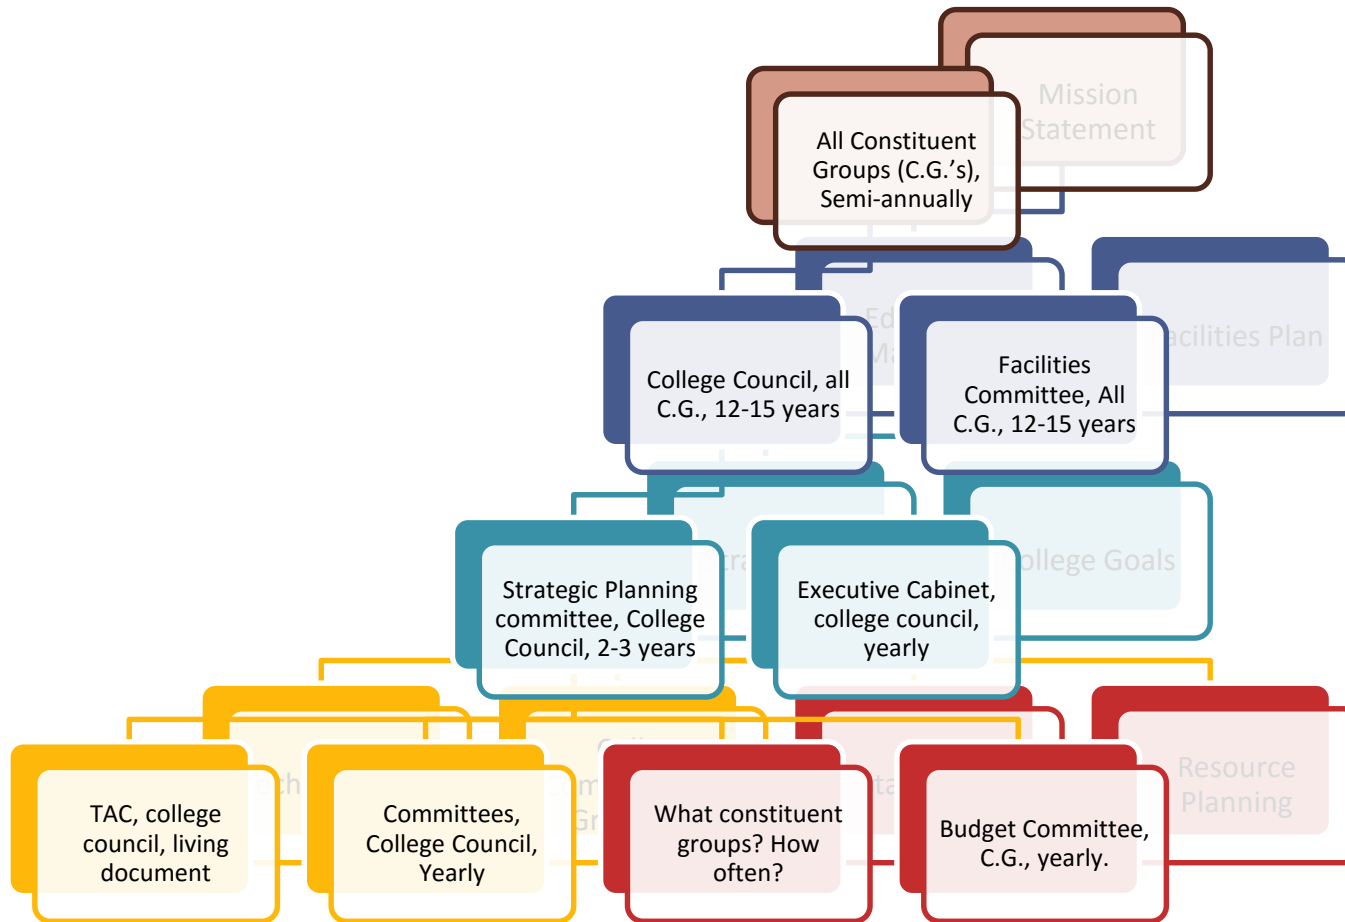 Mission
Statement
All Constituent
Groups (C.G.'s),
Semi-annually
Facilities Plan
College Council, all
C.G., 12-15 years
Facilities
Committee, All
C.G., 12-15 years
College Goals
Strategic Planning
committee, College
Council, 2-3 years
Executive Cabinet,
college council,
yearly
Resource
Planning
TAC, college
council, living
document
Committees,
College Council,
Yearly
What constituent
groups? How
often?
Budget Committee,
C.G., yearly.